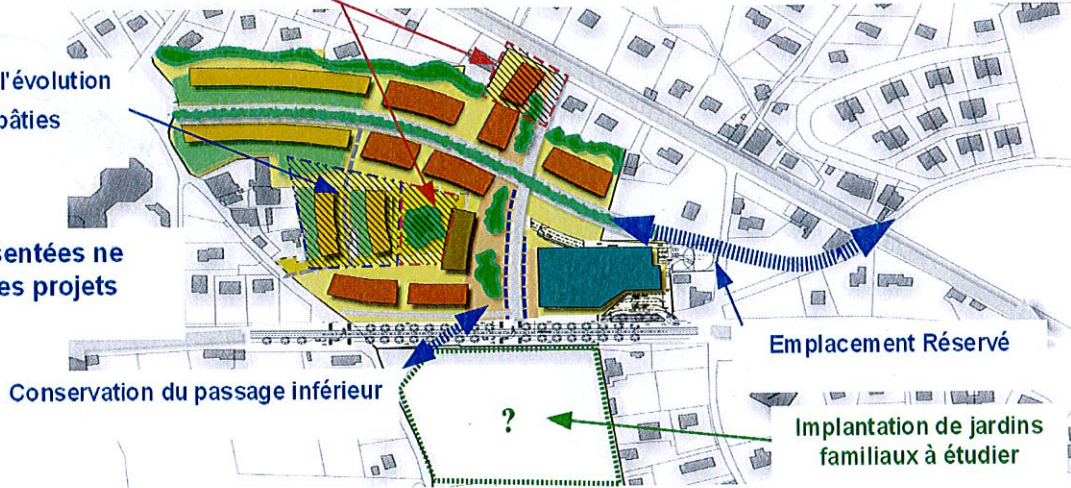 l'évolution
bâties
sentées ne
es projets
Emplacement Réservé
Conservation du passage inférieur
?
Implantation de jardins
familiaux à étudier